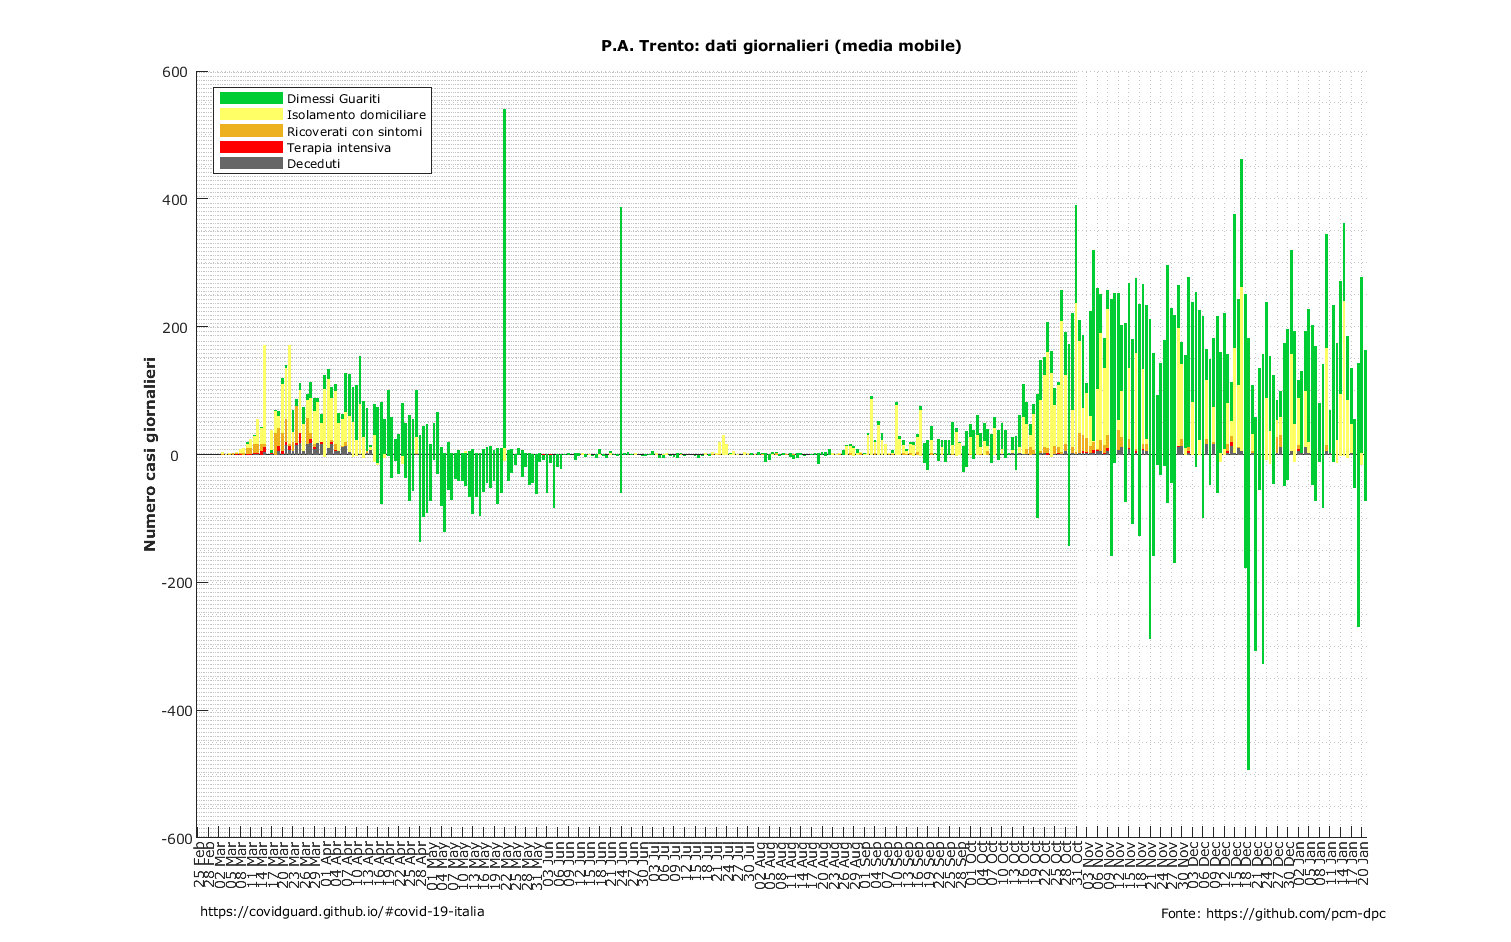 P.A. Trento: dati giornalieri (media mobile)
Dimessi Guariti
Isolamento domiciliare
Ricoverati con sintomi
Terapia intensiva
Deceduti
Numero casi giornalieri
600
400
200
0
-200
-400
-600
25 Feb
28 Feb
02 Mar
05 Mar
08 Mar
11 Mar
14 Mar
17 Mar
20 Mar
23 Mar
26 Mar
29 Mar
01 Apr
04 Apr
07 Apr
10 Apr
13 Apr
16 Apr
19 Apr
22 Apr
25 Apr
28 Apr
01 May
04 May
07 May
10 May
13 May
16 May
19 May
22 May
25 May
28 May
31 May
03 Jun
06 Jun
09 Jun
12 Jun
15 Jun
18 Jun
21 Jun
24 Jun
27 Jun
30 Jun
03 Jul
06 Jul
09 Jul
12 Jul
15 Jul
18 Jul
21 Jul
24 Jul
27 Jul
30 Jul
02 Aug
05 Aug
08 Aug
11 Aug
14 Aug
17 Aug
20 Aug
23 Aug
26 Aug
29 Aug
01 Sep
04 Sep
07 Sep
10 Sep
13 Sep
16 Sep
19 Sep
22 Sep
25 Sep
28 Sep
01 Oct
04 Oct
07 Oct
10 Oct
13 Oct
16 Oct
19 Oct
22 Oct
25 Oct
28 Oct
31 Oct
03 Nov
06 Nov
09 Nov
12 Nov
15 Nov
18 Nov
21 Nov
24 Nov
27 Nov
30 Nov
03 Dec
06 Dec
09 Dec
12 Dec
15 Dec
18 Dec
21 Dec
24 Dec
27 Dec
30 Dec
02 Jan
05 Jan
08 Jan
11 Jan
14 Jan
17 Jan
20 Jan
https://covidguard.github.io/#covid-19-italia
Fonte: https://github.com/pcm-dpc